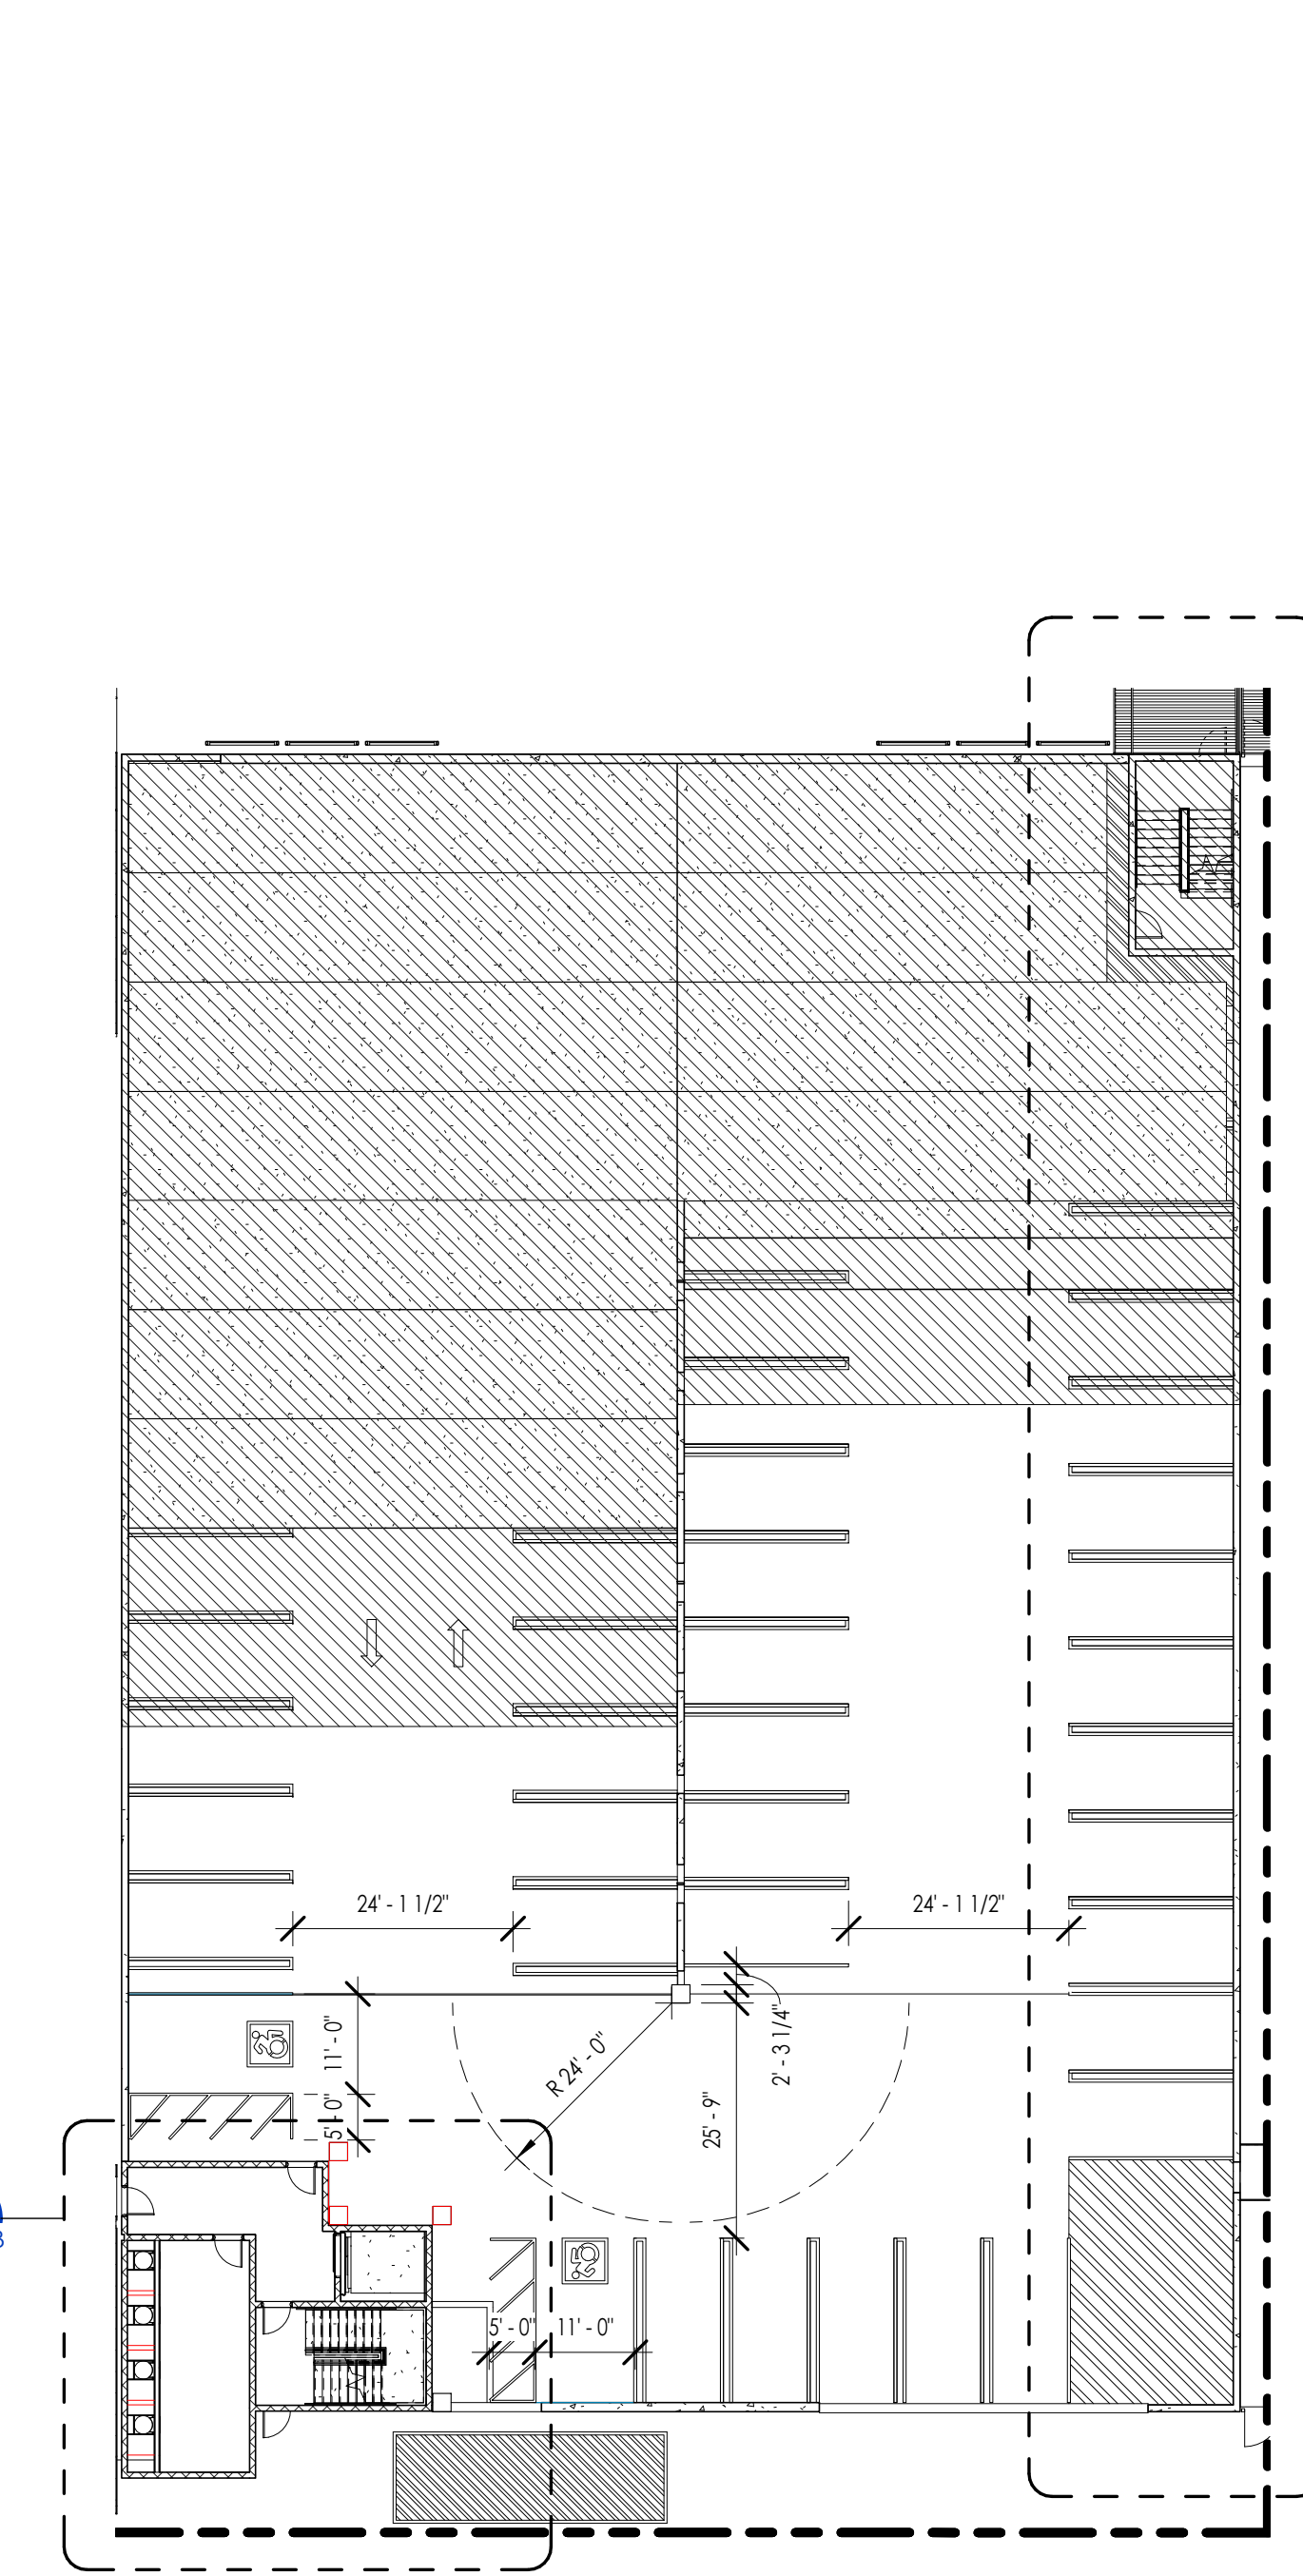 24' - 1 1/2"
24' - 1 1/2"
11' - 0"
5' - 0"
R 24' - 0"
2' - 3 1/4"
25' - 9"
5' - 0"
11' - 0"